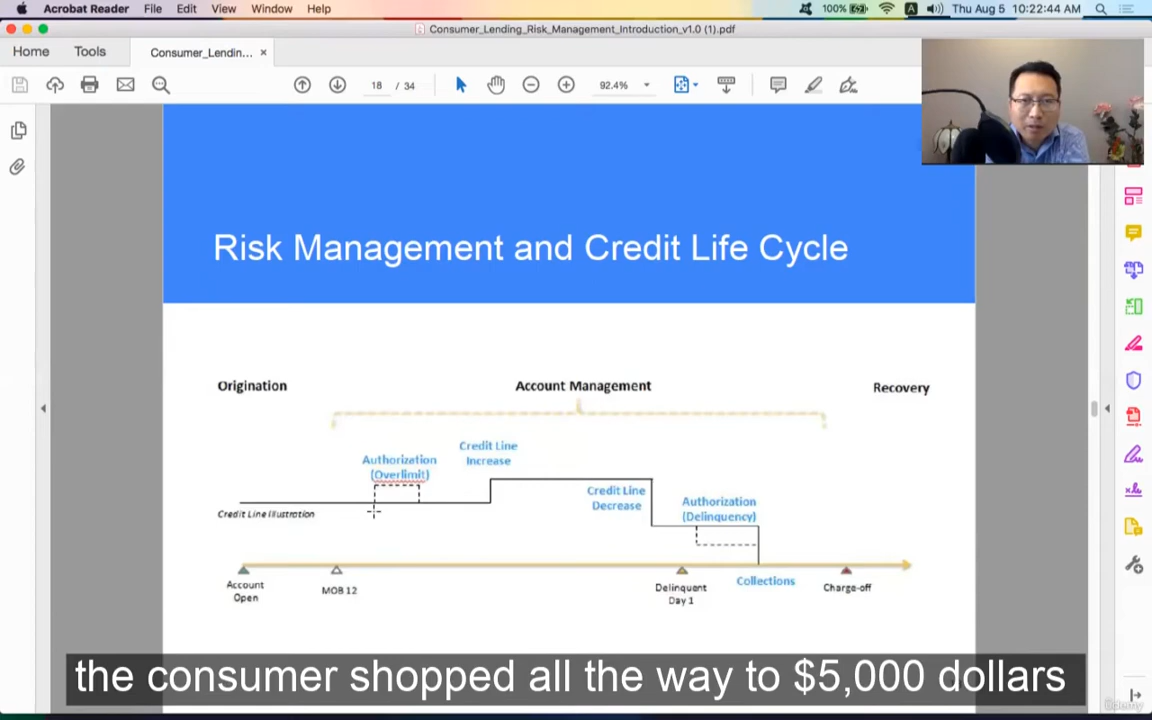 Acrobat Reader File Edit View Window Help 100% A Thu Aug 5 10:22:44 AM
Consumer_Lending_Risk_Management_Introduction_v1.0 (1).pdf
Home Tools Consumer_Lendin... ×
18 / 34 92.4%
Risk Management and Credit Life Cycle
Origination Account Management Recovery
Credit Line
Increase
Authorization
(Overlimit)
Credit Line
Decrease
Authorization
(Delinquency)
Credit Line Illustration
Account
Open
MOB 12
Delinquent
Day 1
Collections
Charge-off
the consumer shopped all the way to $5,000 dollars
ûdemy